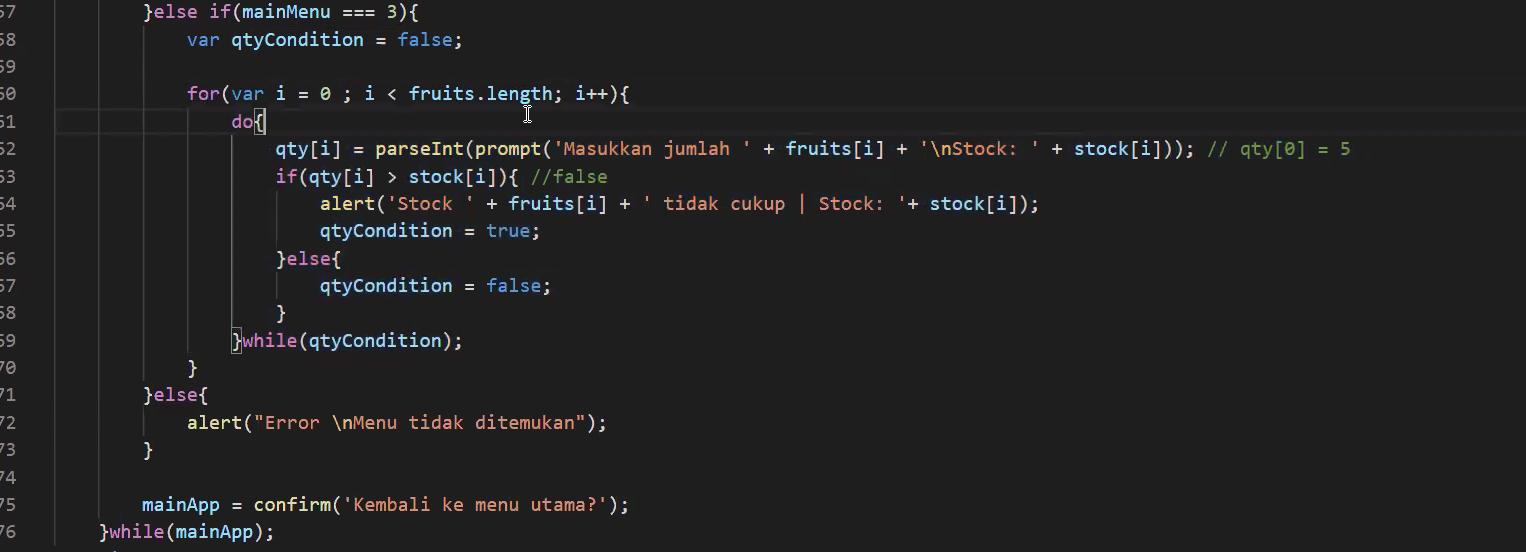 57 }else if(mainMenu === 3){
58 var qtyCondition = false;
59
60 for(var i = 0 ; i < fruits.length; i++){
61 do{
62 qty[i] = parseInt(prompt('Masukkan jumlah ' + fruits[i] + '\nStock: ' + stock[i])); // qty[0] = 5
63 if(qty[i] > stock[i]){ //false
64 alert('Stock ' + fruits[i] + ' tidak cukup | Stock: '+ stock[i]);
65 qtyCondition = true;
66 }else{
67 qtyCondition = false;
68 }
69 }while(qtyCondition);
70 }
71 }else{
72 alert("Error \nMenu tidak ditemukan");
73 }
74
75 mainApp = confirm('Kembali ke menu utama?');
76 }while(mainApp);